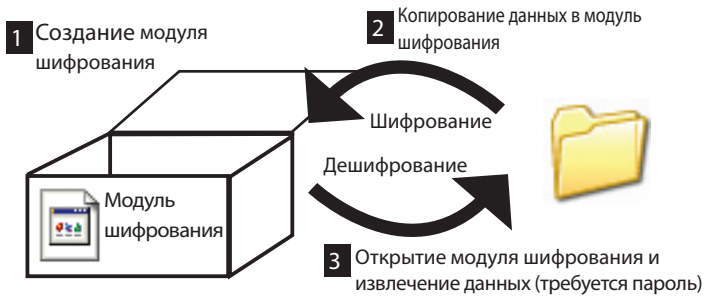 1 Создание модуля
шифрования
2 Копирование данных в модуль
шифрования
Шифрование
Дешифрование
Модуль
шифрования
3 Открытие модуля шифрования и
извлечение данных (требуется пароль)